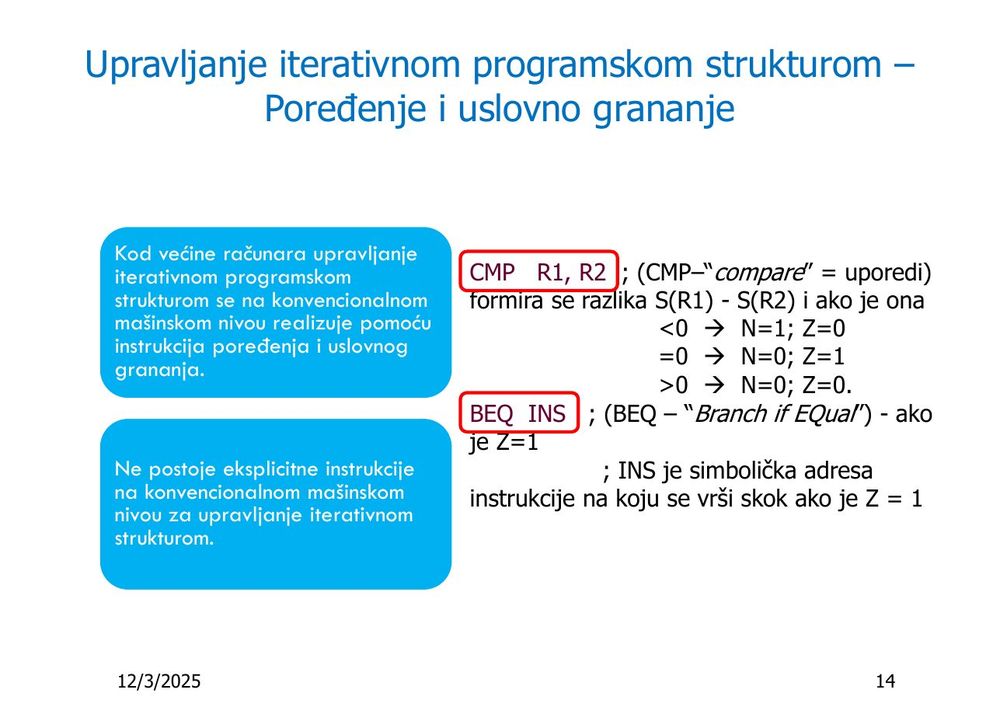 Upravljanje iterativnom programskom strukturom –
Poređenje i uslovno grananje
Kod većine računara upravljanje
iterativnom programskom
strukturom se na konvencionalnom
mašinskom nivou realizuje pomoću
instrukcija poređenja i uslovnog
grananja.
Ne postoje eksplicitne instrukcije
na konvencionalnom mašinskom
nivou za upravljanje iterativnom
strukturom.
CMP R1, R2 ; (CMP–“compare” = uporedi)
formira se razlika S(R1) - S(R2) i ako je ona
<0 → N=1; Z=0
=0 → N=0; Z=1
>0 → N=0; Z=0.
BEQ INS ; (BEQ – “Branch if EQual”) - ako
je Z=1
; INS je simbolička adresa
instrukcije na koju se vrši skok ako je Z = 1
12/3/2025
14